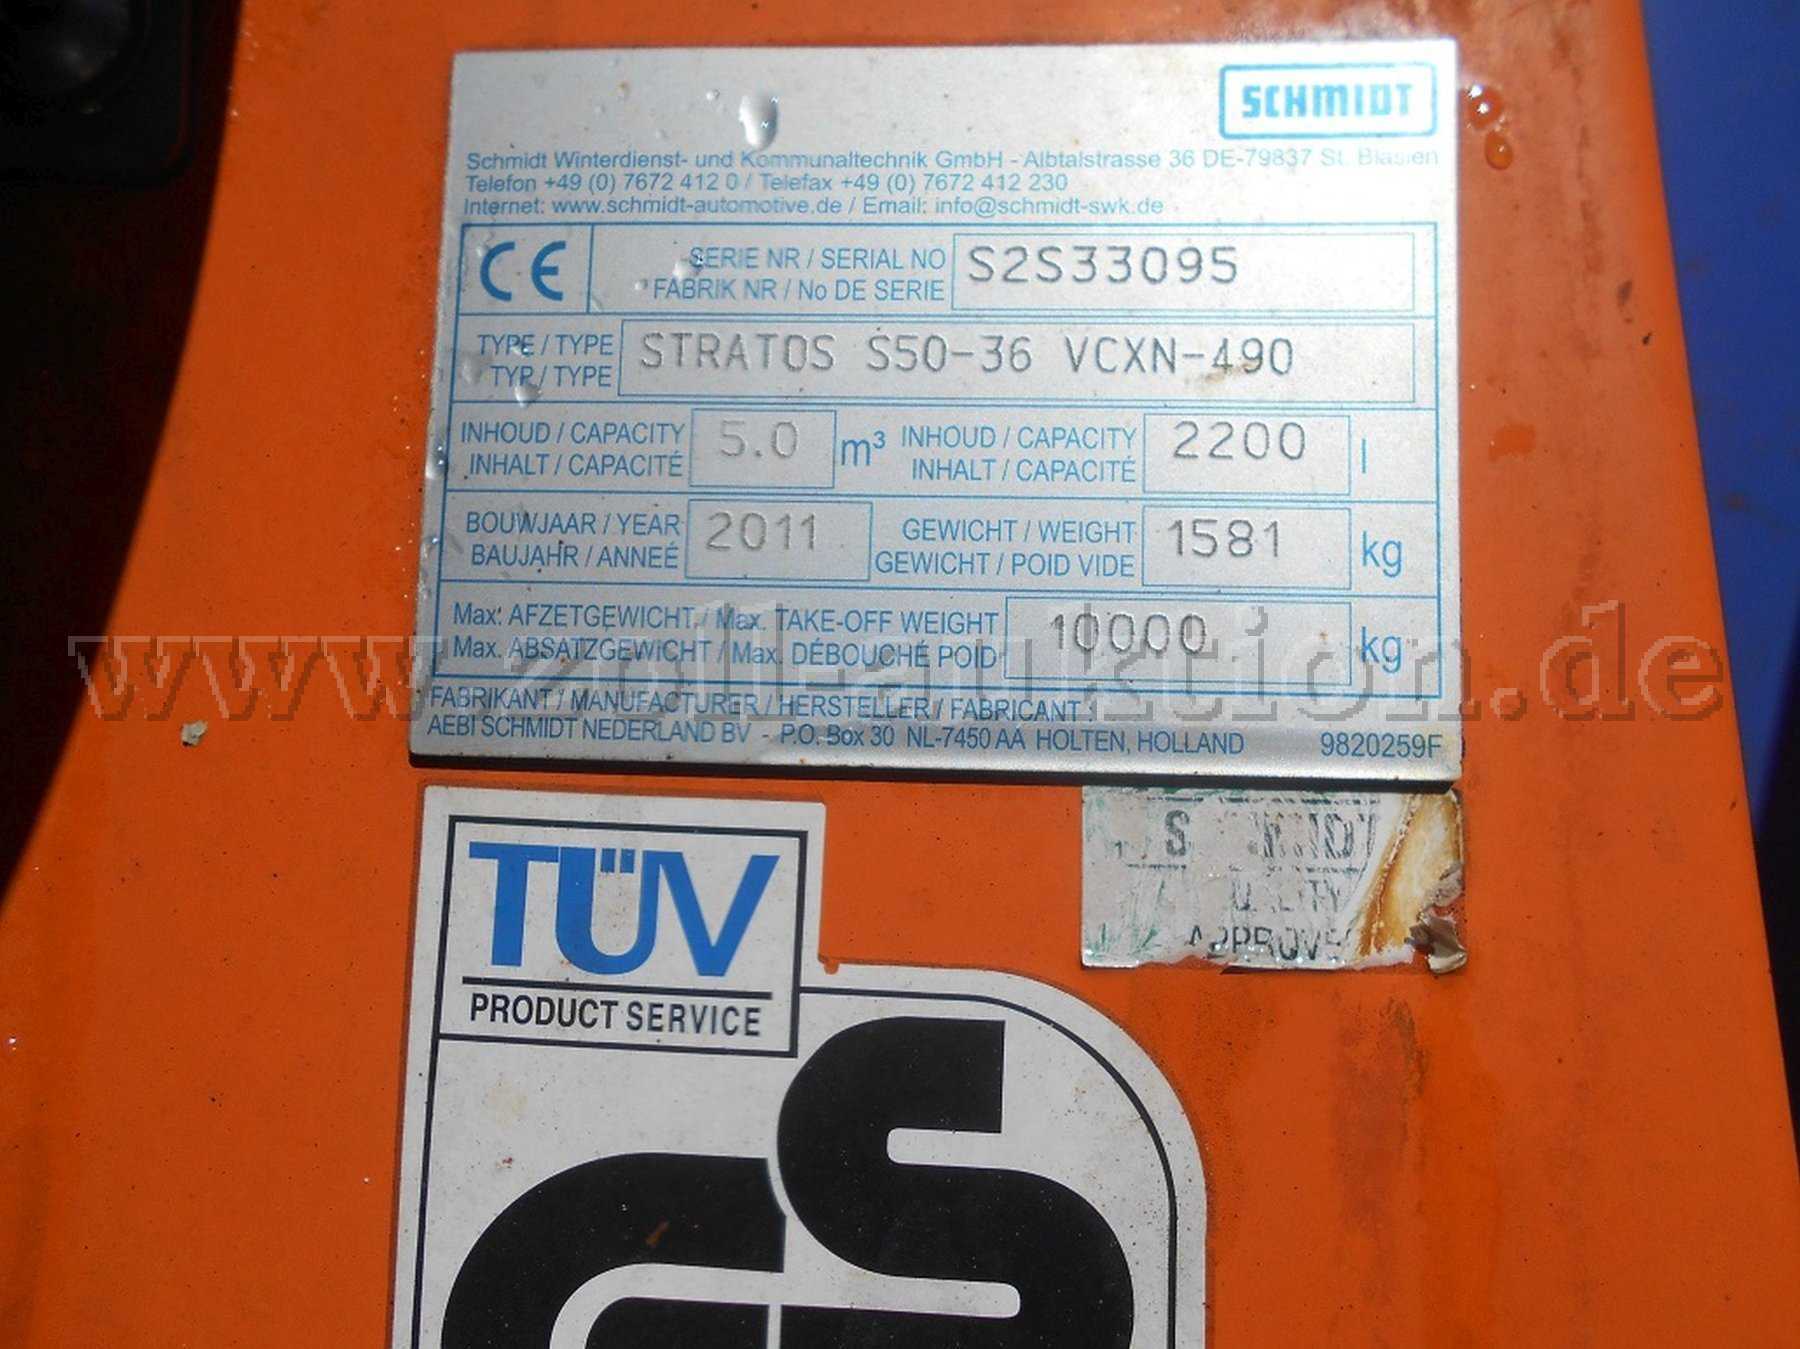 SCHMIDT
Schmidt Winterdienst- und Kommunaltechnik GmbH - Albtalstrasse 36 DE-79837 St. Blasien
Telefon +49 (0) 7672 412 0 / Telefax +49 (0) 7672 412 230
Internet: www.schmidt-automotive.de / Email: info@schmidt-swk.de
CE
SERIE NR / SERIAL NO
FABRIK NR / No DE SERIE
S2S33095
TYPE / TYPE
TYP / TYPE
STRATOS S50-36 VCXN-490
INHOUD / CAPACITY
INHALT / CAPACITÉ
5.0
m³
INHOUD / CAPACITY
INHALT / CAPACITÉ
2200
l
BOUWJAAR / YEAR
BAUJAHR / ANNEÉ
2011
GEWICHT / WEIGHT
GEWICHT / POID VIDE
1581
kg
Max. AFZETGEWICHT / Max. TAKE-OFF WEIGHT
Max. ABSATZGEWICHT / Max. DÉBOUCHÉ POID
10000
kg
www.zoll-auktion.de
FABRIKANT / MANUFACTURER / HERSTELLER / FABRICANT :
AEBI SCHMIDT NEDERLAND BV - P.O. Box 30 NL-7450 AA HOLTEN, HOLLAND 9820259F
TÜV
PRODUCT SERVICE
GS